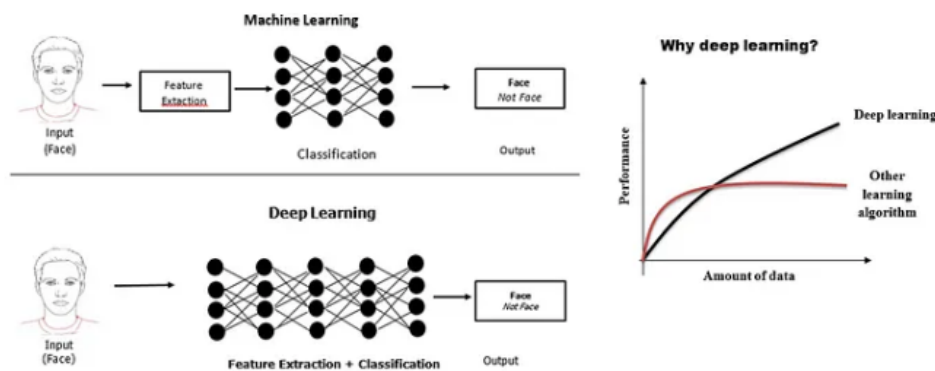 Machine Learning
Feature
Extaction
Face
Not Face
Input
(Face)
Classification
Output
Deep Learning
Face
Not Face
Input
(Face)
Feature Extraction + Classification
Output
Why deep learning?
Deep learning
Other
learning
algorithm
Performance
Amount of data